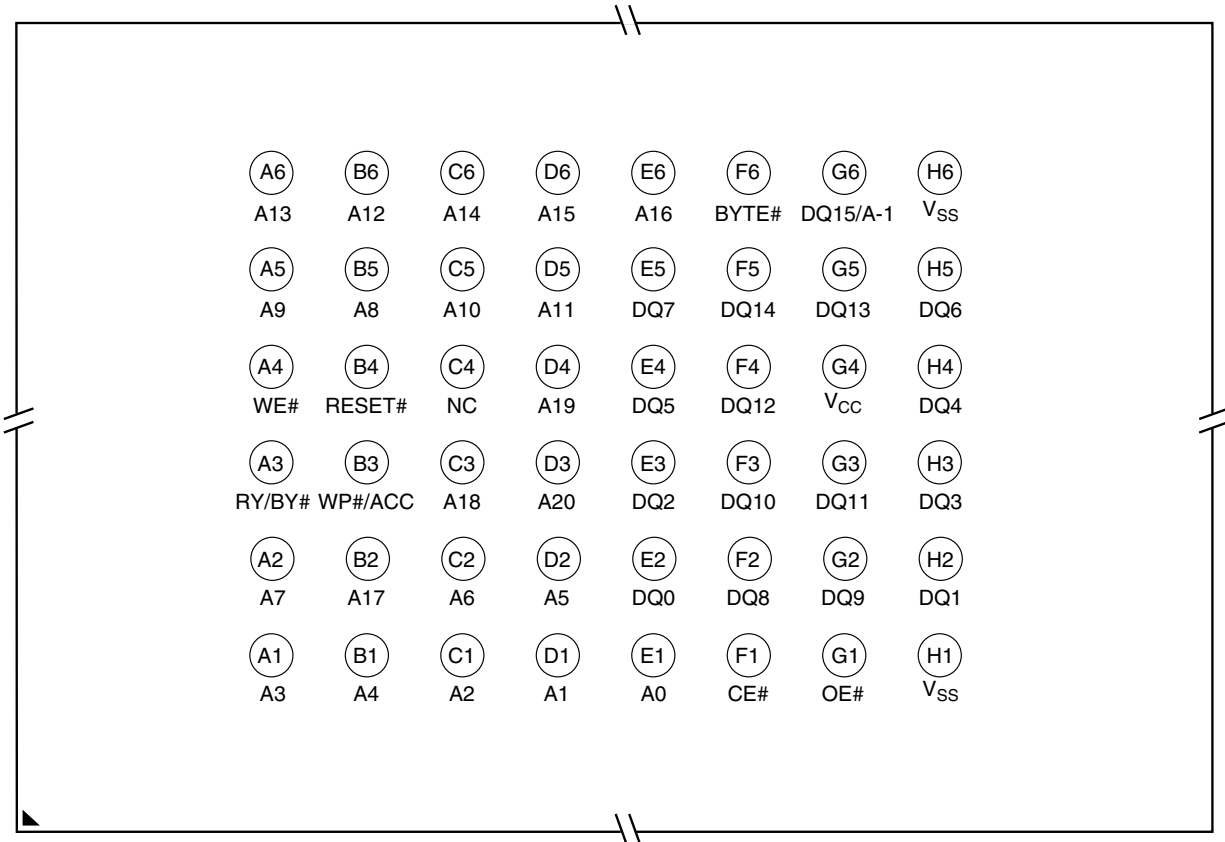 A6 B6 C6 D6 E6 F6 G6 H6
A13 A12 A14 A15 A16 BYTE# DQ15/A-1 VSS
A5 B5 C5 D5 E5 F5 G5 H5
A9 A8 A10 A11 DQ7 DQ14 DQ13 DQ6
A4 B4 C4 D4 E4 F4 G4 H4
WE# RESET# NC A19 DQ5 DQ12 VCC DQ4
A3 B3 C3 D3 E3 F3 G3 H3
RY/BY# WP#/ACC A18 A20 DQ2 DQ10 DQ11 DQ3
A2 B2 C2 D2 E2 F2 G2 H2
A7 A17 A6 A5 DQ0 DQ8 DQ9 DQ1
A1 B1 C1 D1 E1 F1 G1 H1
A3 A4 A2 A1 A0 CE# OE# VSS